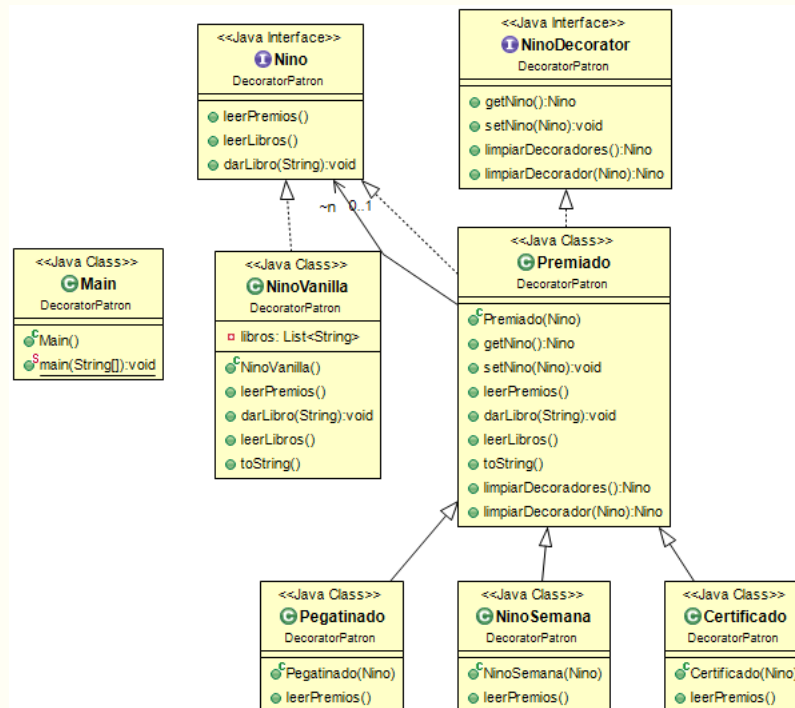 <<Java Interface>>
Nino
DecoratorPatron
leerPremios()
leerLibros()
darLibro(String):void
<<Java Interface>>
NinoDecorator
DecoratorPatron
getNino():Nino
setNino(Nino):void
limpiarDecoradores():Nino
limpiarDecorador(Nino):Nino
~n 0..1
<<Java Class>>
Main
DecoratorPatron
Main()
main(String[]):void
<<Java Class>>
NinoVanilla
DecoratorPatron
libros: List<String>
NinoVanilla()
leerPremios()
darLibro(String):void
leerLibros()
toString()
<<Java Class>>
Premiado
DecoratorPatron
Premiado(Nino)
getNino():Nino
setNino(Nino):void
leerPremios()
darLibro(String):void
leerLibros()
toString()
limpiarDecoradores():Nino
limpiarDecorador(Nino):Nino
<<Java Class>>
Pegatinado
DecoratorPatron
Pegatinado(Nino)
leerPremios()
<<Java Class>>
NinoSemana
DecoratorPatron
NinoSemana(Nino)
leerPremios()
<<Java Class>>
Certificado
DecoratorPatron
Certificado(Nino)
leerPremios()